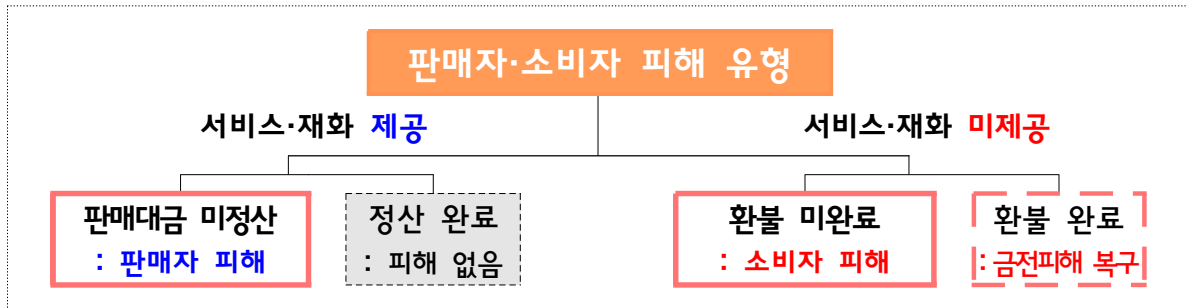 판매자·소비자 피해 유형
서비스·재화 제공
서비스·재화 미제공
판매대금 미정산
: 판매자 피해
정산 완료
: 피해 없음
환불 미완료
: 소비자 피해
환불 완료
: 금전피해 복구